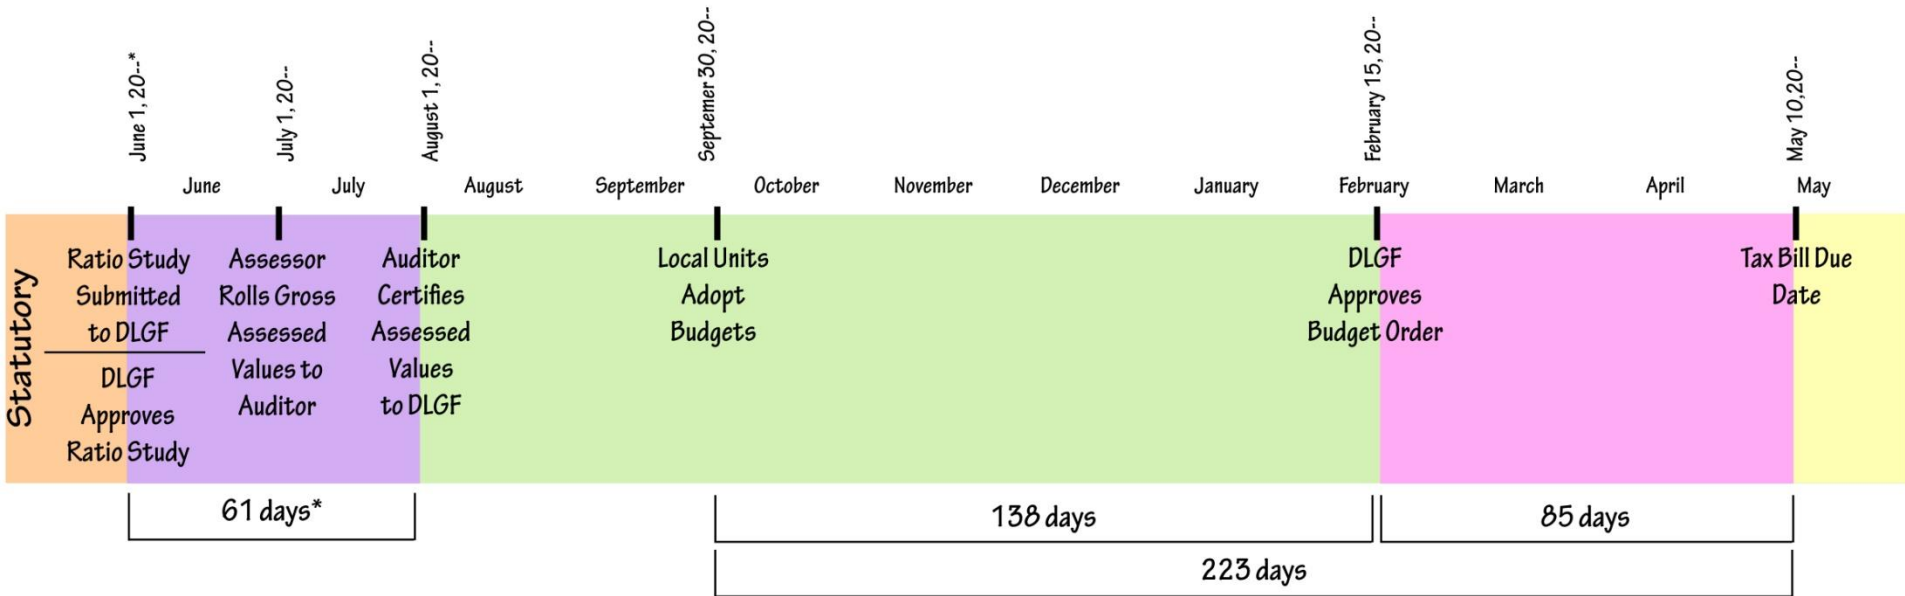 June 1, 20--*
July 1, 20--
August 1, 20--
Septemer 30, 20--
February 15, 20--
May 10,20--
June
July
August
September
October
November
December
January
February
March
April
May
Statutory
Ratio Study
Submitted
to DLGF
DLGF
Approves
Ratio Study
Assessor
Rolls Gross
Assessed
Values to
Auditor
Auditor
Certifies
Assessed
Values
to DLGF
Local Units
Adopt
Budgets
DLGF
Approves
Budget Order
Tax Bill Due
Date
61 days*
138 days
85 days
223 days